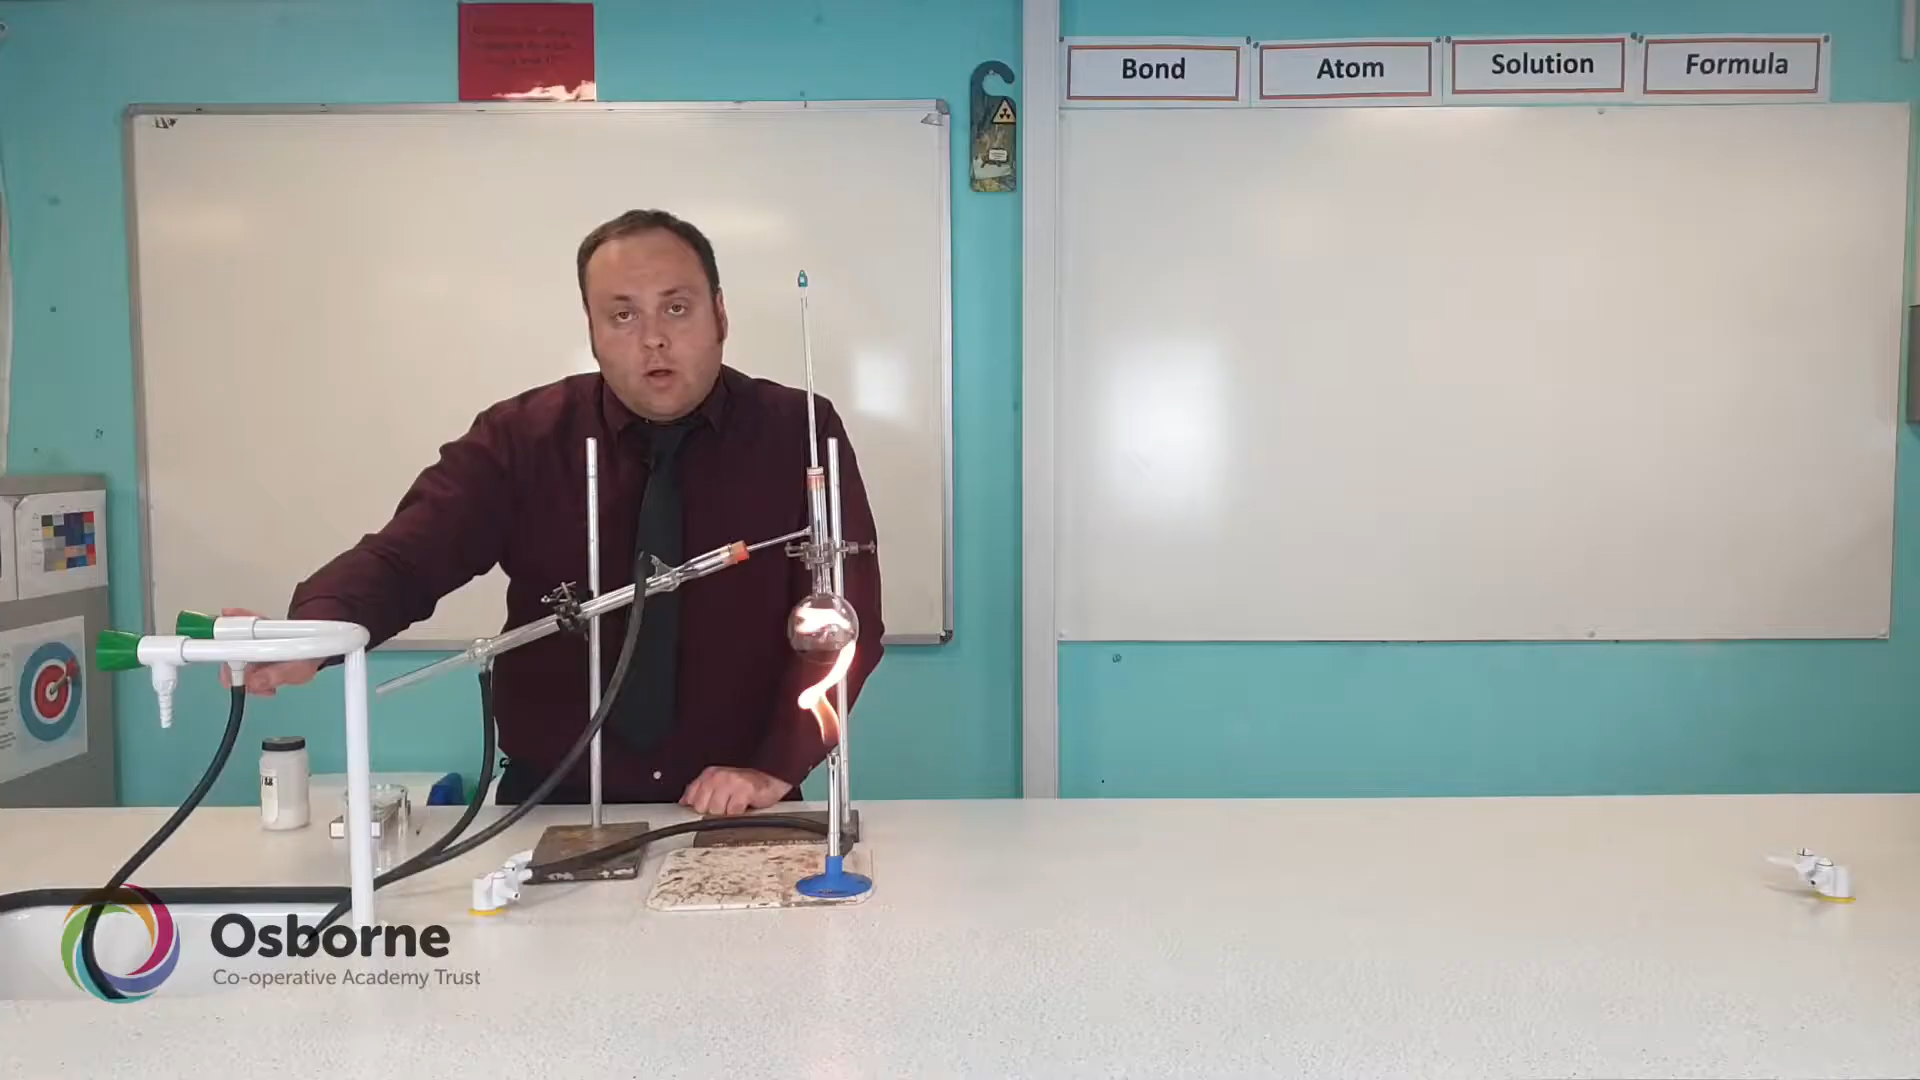 Bond
Atom
Solution
Formula
Osborne
Co-operative Academy Trust